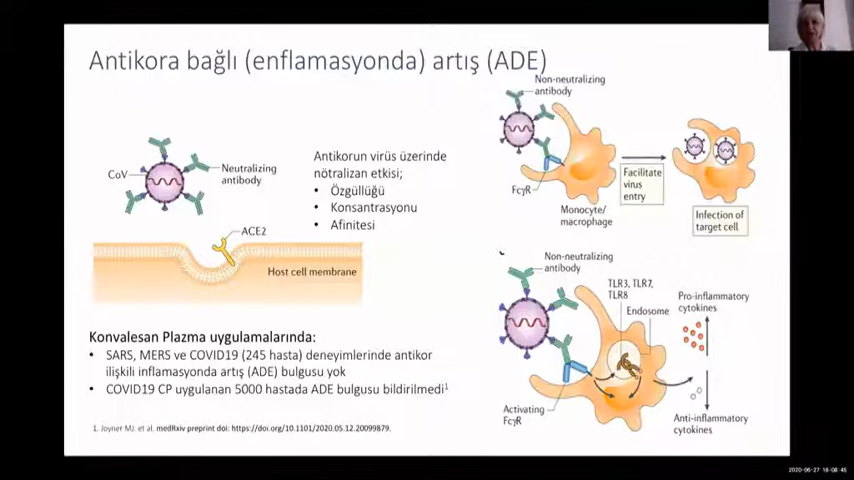 Antikora bağlı (enflamasyonda) artış (ADE)
CoV
Neutralizing
antibody
ACE2
Host cell membrane
Antikorun virüs üzerinde
nötralizan etkisi;
• Özgüllüğü
• Konsantrasyonu
• Afinitesi
Non-neutralizing
antibody
FcγR
Monocyte/
macrophage
Facilitate
virus
entry
Infection of
target cell
Non-neutralizing
antibody
TLR3, TLR7,
TLR8
Endosome
Pro-inflammatory
cytokines
Activating
FcγR
Anti-inflammatory
cytokines
Konvalesan Plazma uygulamalarında:
• SARS, MERS ve COVID19 (245 hasta) deneyimlerinde antikor
ilişkili inflamasyonda artış (ADE) bulgusu yok
• COVID19 CP uygulanan 5000 hastada ADE bulgusu bildirilmedi¹
1. Joyner MJ. et al. medRxiv preprint doi: https://doi.org/10.1101/2020.05.12.20099879.
2020-06-27 18:08:45